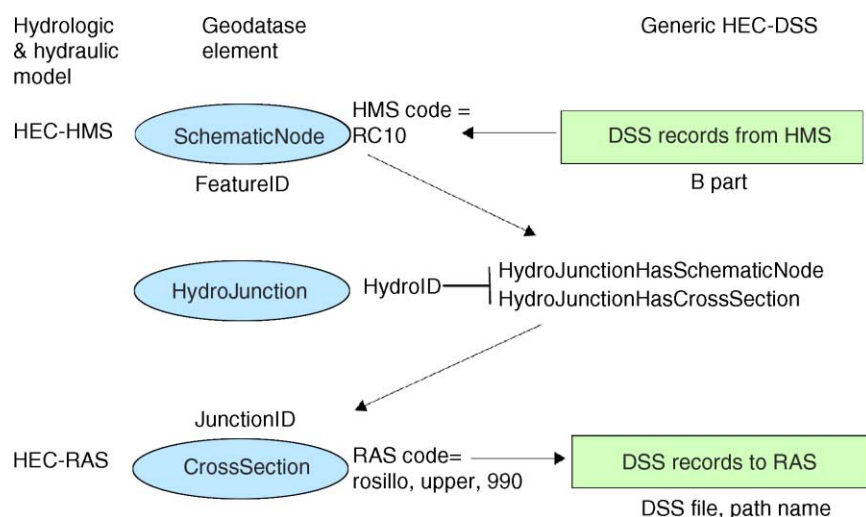 Hydrologic
& hydraulic
model
Geodatase
element
Generic HEC-DSS
HEC-HMS
SchematicNode
HMS code =
RC10
DSS records from HMS
FeatureID
B part
HydroJunction
HydroID
HydroJunctionHasSchematicNode
HydroJunctionHasCrossSection
JunctionID
HEC-RAS
CrossSection
RAS code=
rosillo, upper, 990
DSS records to RAS
DSS file, path name